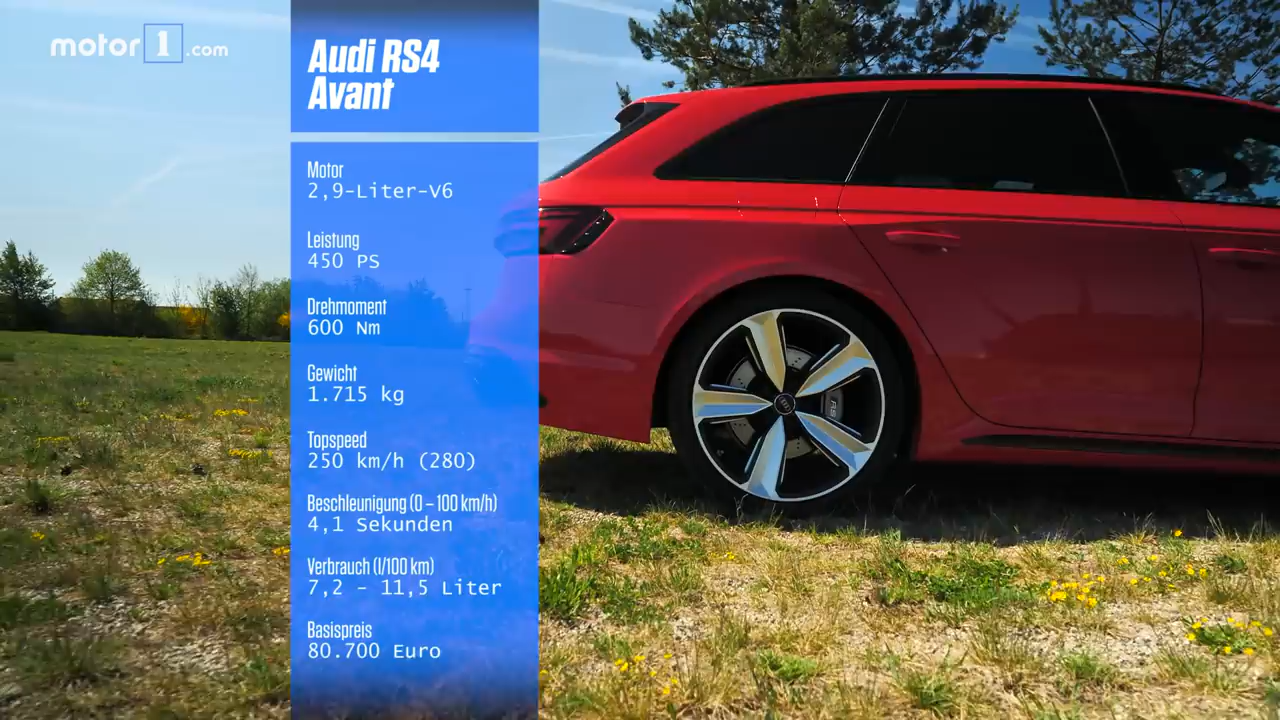 motor1.com
Audi RS4
Avant
Motor
2,9-Liter-V6
Leistung
450 PS
Drehmoment
600 Nm
Gewicht
1.715 kg
Topspeed
250 km/h (280)
Beschleunigung (0 – 100 km/h)
4,1 Sekunden
Verbrauch (l/100 km)
7,2 – 11,5 Liter
Basispreis
80.700 Euro
RS